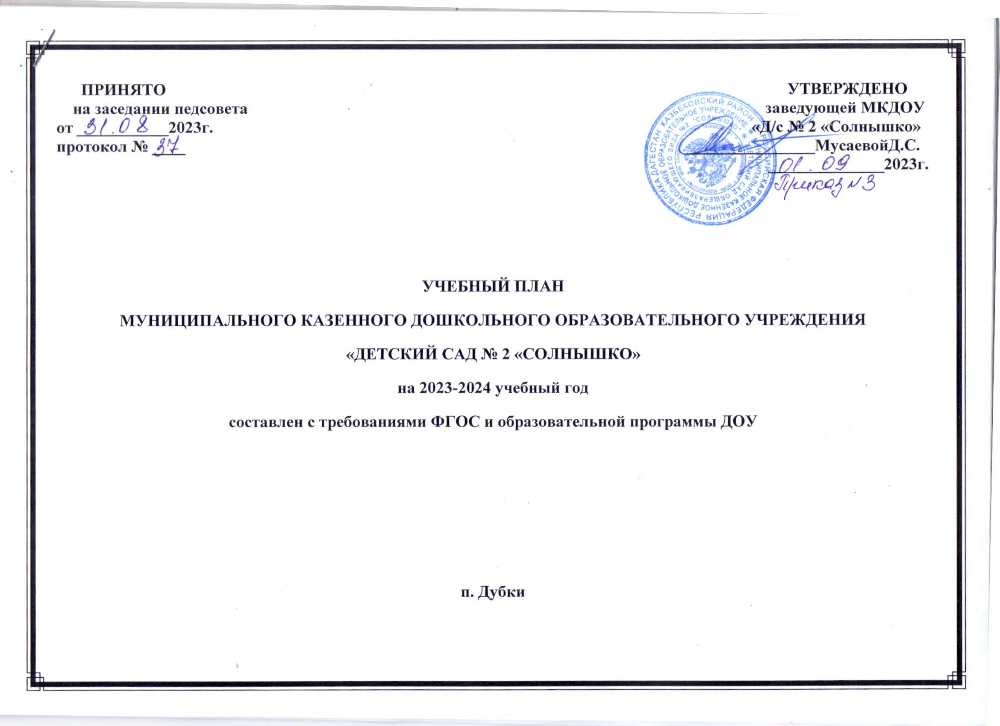 ПРИНЯТО
на заседании педсовета
от 31.08 2023г.
протокол № 37
УТВЕРЖДЕНО
заведующей МКДОУ
«Д/с № 2 «Солнышко»
МусаевойД.С.
01.09 2023г.
Приказ N 3
РОССИЙСКАЯ ФЕДЕРАЦИЯ РЕСПУБЛИКА ДАГЕСТАН КАЗБЕКОВСКИЙ РАЙОН
МУНИЦИПАЛЬНОЕ КАЗЕННОЕ ДОШКОЛЬНОЕ ОБРАЗОВАТЕЛЬНОЕ УЧРЕЖДЕНИЕ
ДЕТСКИЙ САД ОБЩЕРАЗВИВАЮЩЕГО ВИДА №2 "СОЛНЫШКО"
УЧЕБНЫЙ ПЛАН
МУНИЦИПАЛЬНОГО КАЗЕННОГО ДОШКОЛЬНОГО ОБРАЗОВАТЕЛЬНОГО УЧРЕЖДЕНИЯ
«ДЕТСКИЙ САД № 2 «СОЛНЫШКО»
на 2023-2024 учебный год
составлен с требованиями ФГОС и образовательной программы ДОУ
п. Дубки